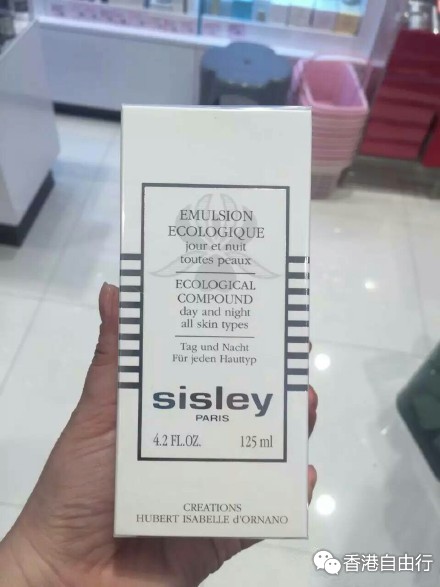 EMULSION
ECOLOGIQUE
jour et nuit
toutes peaux
ECOLOGICAL
COMPOUND
day and night
all skin types
Tag und Nacht
Für jeden Hauttyp
sisley
PARIS
4.2 FL.OZ. 125 ml
CREATIONS
HUBERT ISABELLE d'ORNANO
香港自由行